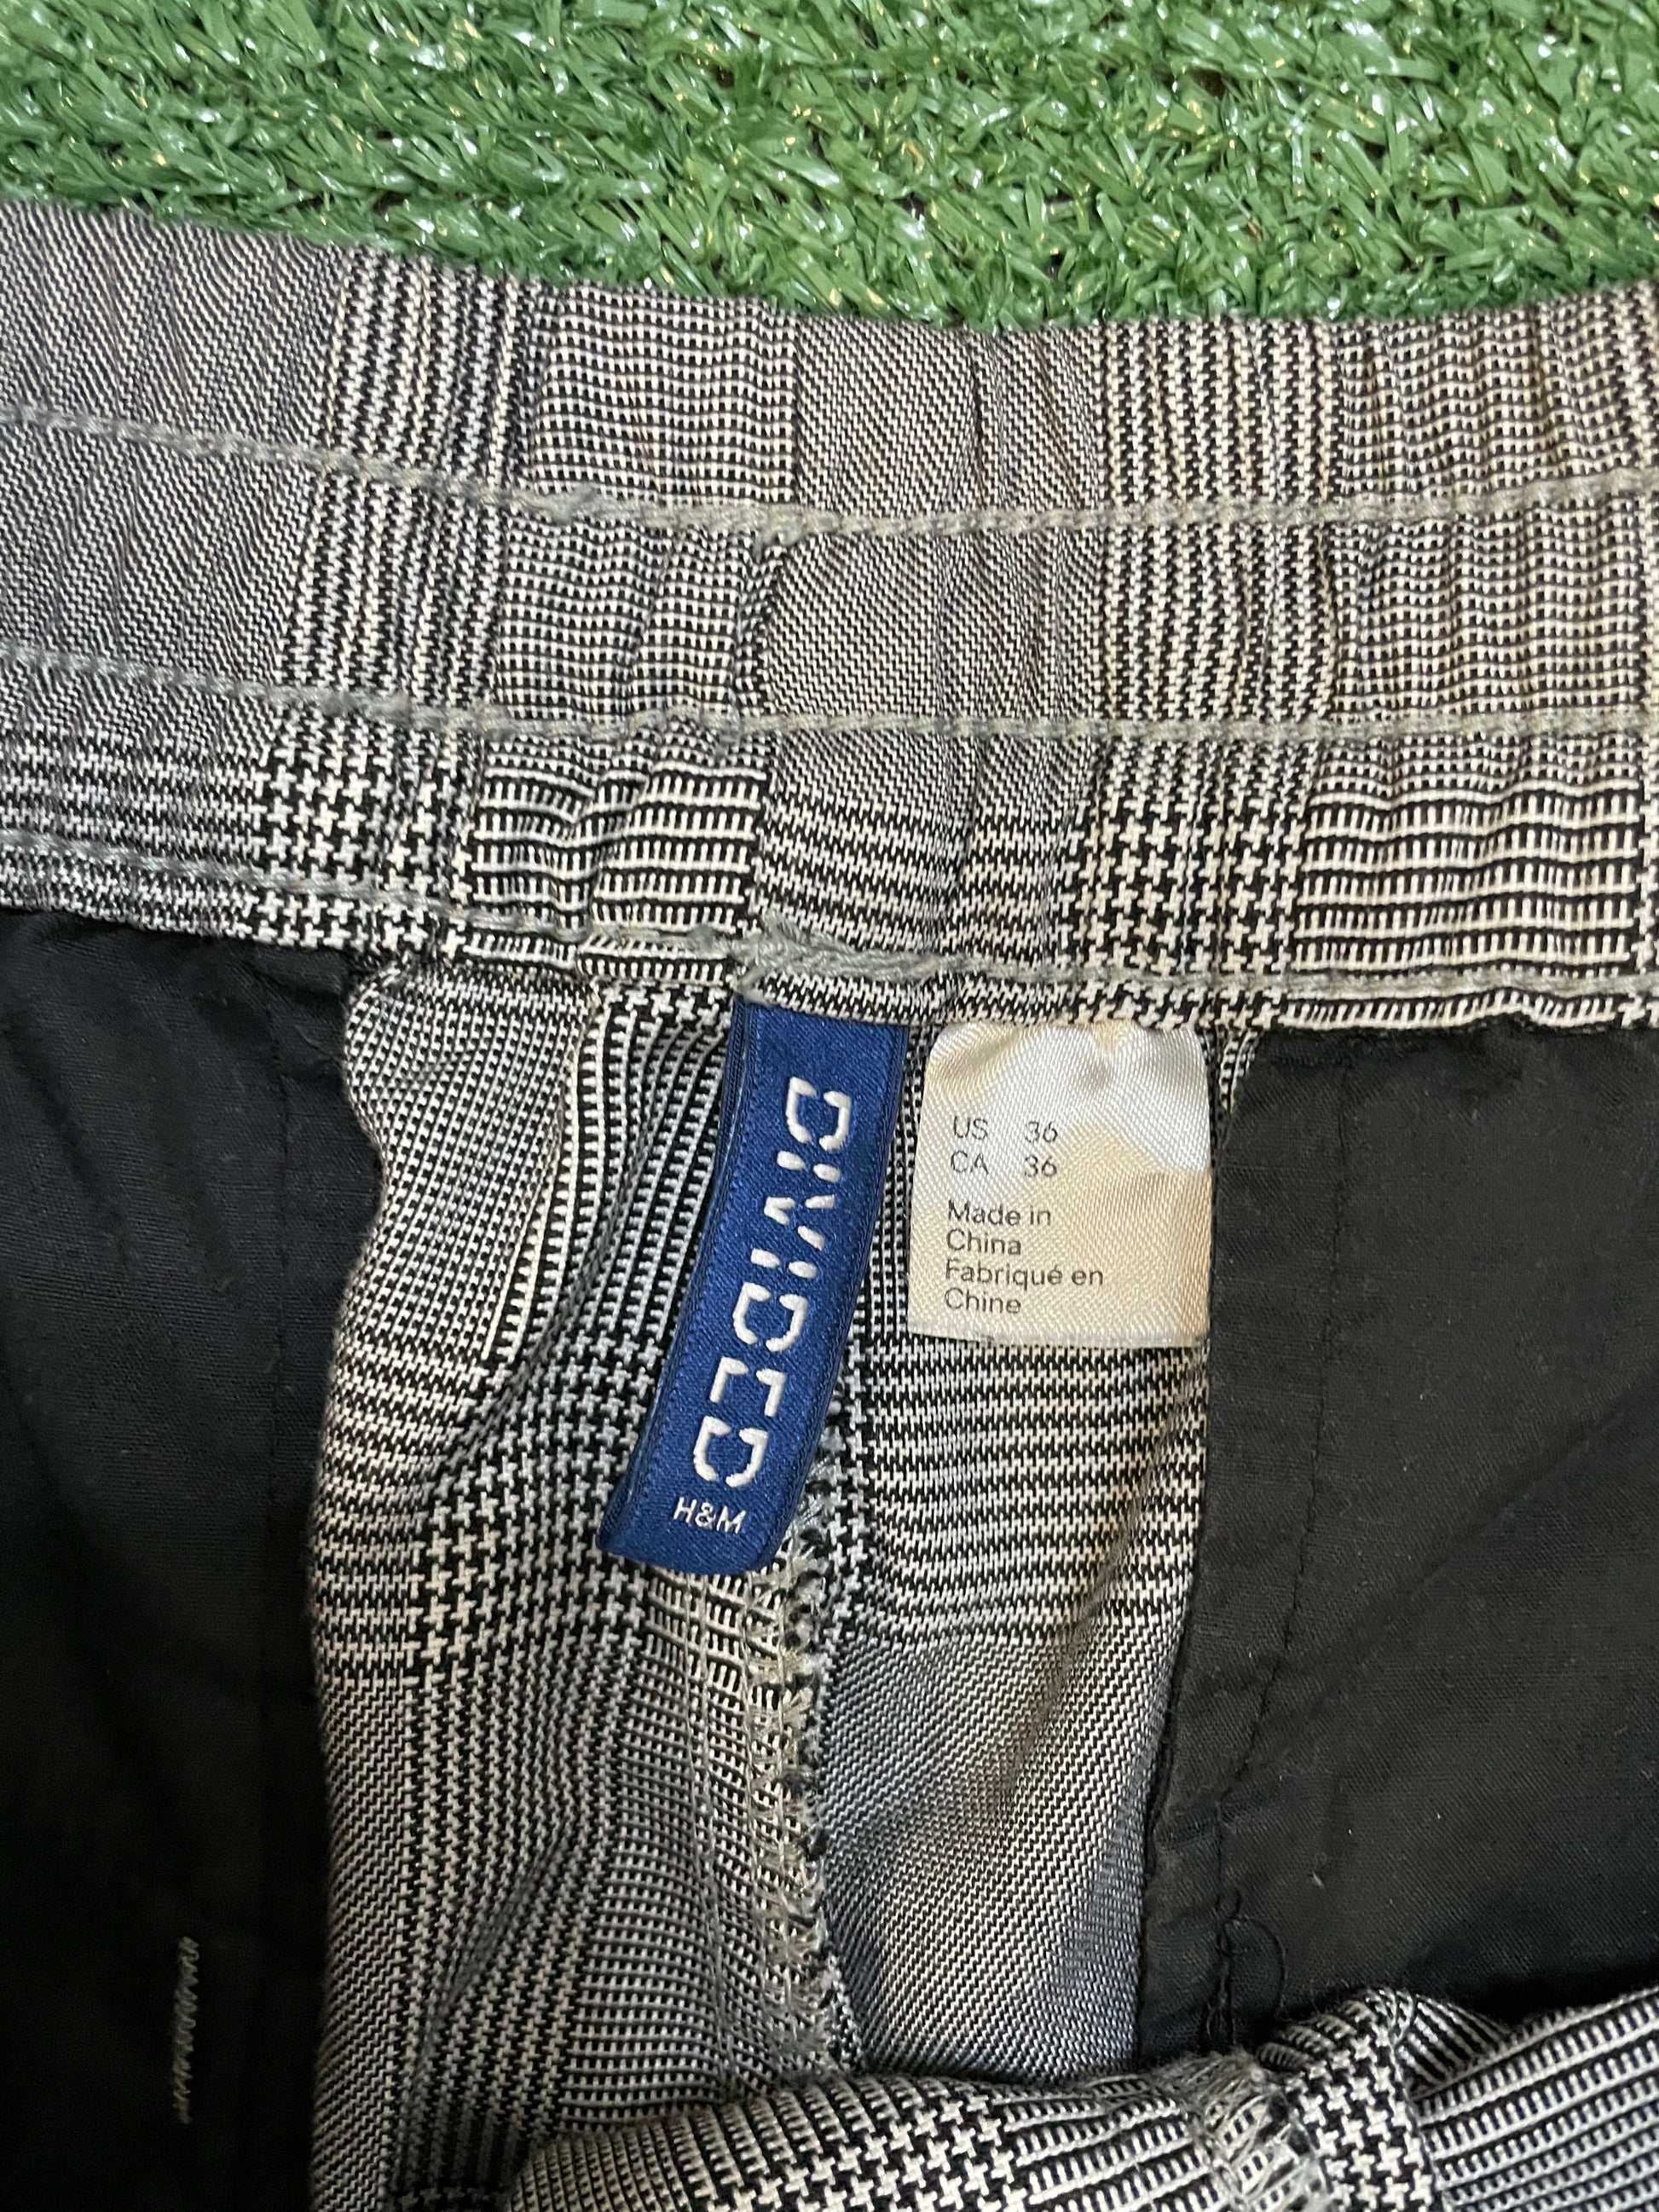 DIVIDED
H&M
US 36
CA 36
Made in
China
Fabriqué en
Chine